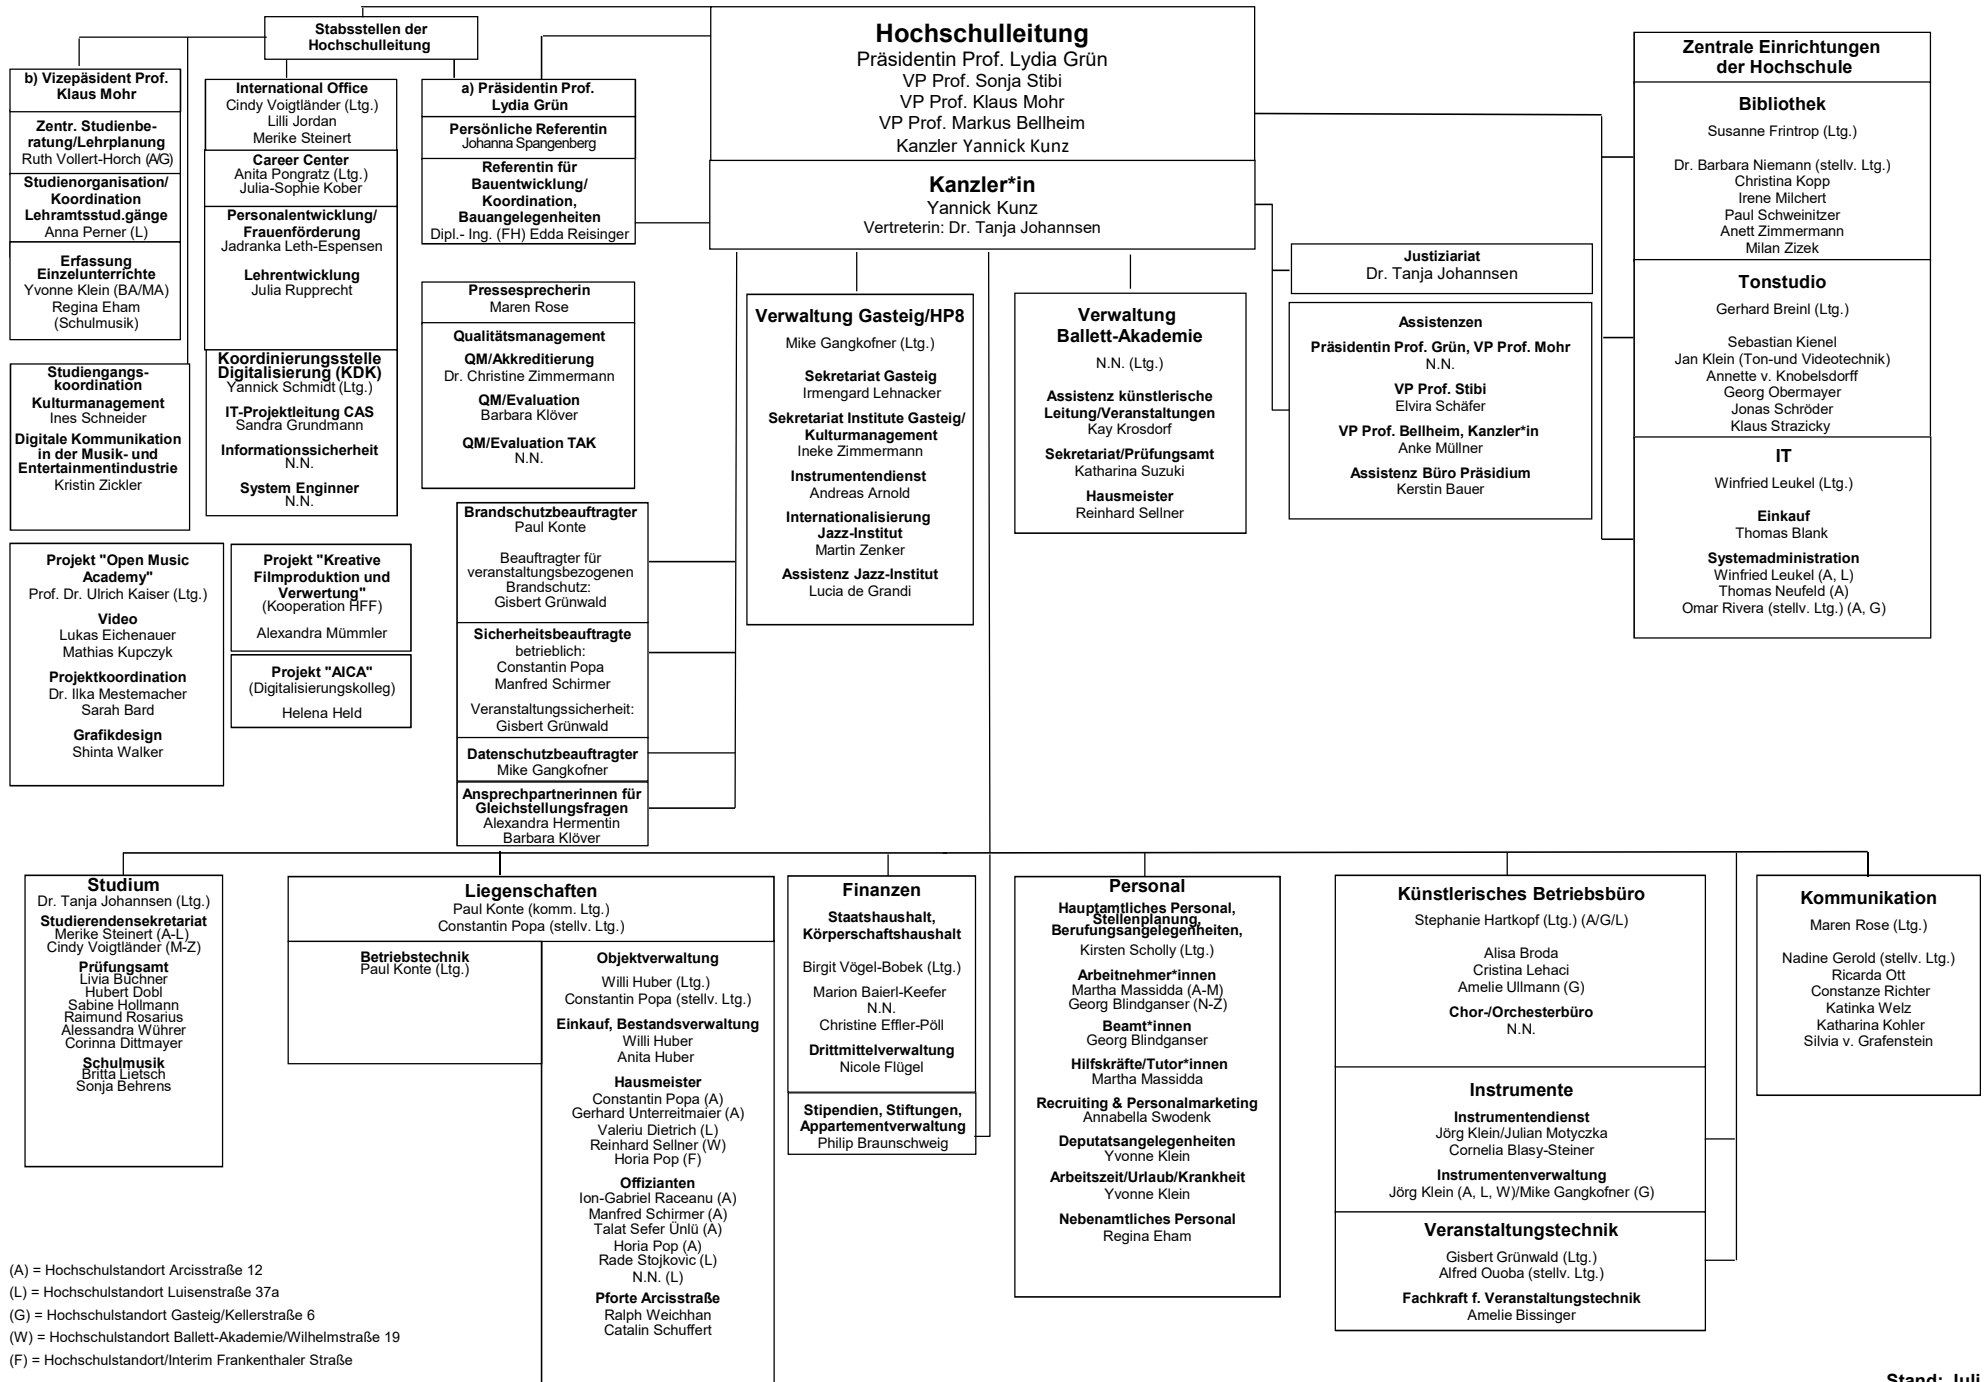 Stabsstellen der
Hochschulleitung
b) Vizepäsident Prof.
Klaus Mohr
Zentr. Studienbe-
ratung/Lehrplanung
Ruth Vollert-Horch (A/G)
Studienorganisation/
Koordination
Lehramtsstud.gänge
Anna Perner (L)
Erfassung
Einzelunterrichte
Yvonne Klein (BA/MA)
Regina Eham
(Schulmusik)
Studiengangs-
koordination
Kulturmanagement
Ines Schneider
Digitale Kommunikation
in der Musik- und
Entertainmentindustrie
Kristin Zickler
International Office
Cindy Voigtländer (Ltg.)
Lilli Jordan
Merike Steinert
Career Center
Anita Pongratz (Ltg.)
Julia-Sophie Kober
Personalentwicklung/
Frauenförderung
Jadranka Leth-Espensen
Lehrentwicklung
Julia Rupprecht
Koordinierungsstelle
Digitalisierung (KDK)
Yannick Schmidt (Ltg.)
IT-Projektleitung CAS
Sandra Grundmann
Informationssicherheit
N.N.
System Enginner
N.N.
a) Präsidentin Prof.
Lydia Grün
Persönliche Referentin
Johanna Spangenberg
Referentin für
Bauentwicklung/
Koordination,
Bauangelegenheiten
Dipl.- Ing. (FH) Edda Reisinger
Pressesprecherin
Maren Rose
Qualitätsmanagement
QM/Akkreditierung
Dr. Christine Zimmermann
QM/Evaluation
Barbara Klöver
QM/Evaluation TAK
N.N.
Brandschutzbeauftragter
Paul Konte
Beauftragter für
veranstaltungsbezogenen
Brandschutz:
Gisbert Grünwald
Sicherheitsbeauftragte
betrieblich:
Constantin Popa
Manfred Schirmer
Veranstaltungssicherheit:
Gisbert Grünwald
Datenschutzbeauftragter
Mike Gangkofner
Ansprechpartnerinnen für
Gleichstellungsfragen
Alexandra Hermentin
Barbara Klöver
Projekt "Open Music
Academy"
Prof. Dr. Ulrich Kaiser (Ltg.)
Video
Lukas Eichenauer
Mathias Kupczyk
Projektkoordination
Dr. Ilka Mestemacher
Sarah Bard
Grafikdesign
Shinta Walker
Projekt "Kreative
Filmproduktion und
Verwertung"
(Kooperation HFF)
Alexandra Mümmler
Projekt "AICA"
(Digitalisierungskolleg)
Helena Held
Hochschulleitung
Präsidentin Prof. Lydia Grün
VP Prof. Sonja Stibi
VP Prof. Klaus Mohr
VP Prof. Markus Bellheim
Kanzler Yannick Kunz
Kanzler*in
Yannick Kunz
Vertreterin: Dr. Tanja Johannsen
Verwaltung Gasteig/HP8
Mike Gangkofner (Ltg.)
Sekretariat Gasteig
Irmengard Lehnacker
Sekretariat Institute Gasteig/
Kulturmanagement
Ineke Zimmermann
Instrumentendienst
Andreas Arnold
Internationalisierung
Jazz-Institut
Martin Zenker
Assistenz Jazz-Institut
Lucia de Grandi
Verwaltung
Ballett-Akademie
N.N. (Ltg.)
Assistenz künstlerische
Leitung/Veranstaltungen
Kay Krosdorf
Sekretariat/Prüfungsamt
Katharina Suzuki
Hausmeister
Reinhard Sellner
Justiziariat
Dr. Tanja Johannsen
Assistenzen
Präsidentin Prof. Grün, VP Prof. Mohr
N.N.
VP Prof. Stibi
Elvira Schäfer
VP Prof. Bellheim, Kanzler*in
Anke Müllner
Assistenz Büro Präsidium
Kerstin Bauer
Zentrale Einrichtungen
der Hochschule
Bibliothek
Susanne Frintrop (Ltg.)
Dr. Barbara Niemann (stellv. Ltg.)
Christina Kopp
Irene Milchert
Paul Schweinitzer
Anett Zimmermann
Milan Zizek
Tonstudio
Gerhard Breinl (Ltg.)
Sebastian Kienel
Jan Klein (Ton-und Videotechnik)
Annette v. Knobelsdorff
Georg Obermayer
Jonas Schröder
Klaus Strazicky
IT
Winfried Leukel (Ltg.)
Einkauf
Thomas Blank
Systemadministration
Winfried Leukel (A, L)
Thomas Neufeld (A)
Omar Rivera (stellv. Ltg.) (A, G)
Studium
Dr. Tanja Johannsen (Ltg.)
Studierendensekretariat
Merike Steinert (A-L)
Cindy Voigtländer (M-Z)
Prüfungsamt
Livia Buchner
Hubert Dobl
Sabine Hollmann
Raimund Rosarius
Alessandra Wührer
Corinna Dittmayer
Schulmusik
Britta Lietsch
Sonja Behrens
Liegenschaften
Paul Konte (komm. Ltg.)
Constantin Popa (stellv. Ltg.)
Betriebstechnik
Paul Konte (Ltg.)
Objektverwaltung
Willi Huber (Ltg.)
Constantin Popa (stellv. Ltg.)
Einkauf, Bestandsverwaltung
Willi Huber
Anita Huber
Hausmeister
Constantin Popa (A)
Gerhard Unterreitmaier (A)
Valeriu Dietrich (L)
Reinhard Sellner (W)
Horia Pop (F)
Offizianten
Ion-Gabriel Raceanu (A)
Manfred Schirmer (A)
Talat Sefer Ünlü (A)
Horia Pop (A)
Rade Stojkovic (L)
N.N. (L)
Pforte Arcisstraße
Ralph Weichhan
Catalin Schuffert
Finanzen
Staatshaushalt,
Körperschaftshaushalt
Birgit Vögel-Bobek (Ltg.)
Marion Baierl-Keefer
N.N.
Christine Effler-Pöll
Drittmittelverwaltung
Nicole Flügel
Stipendien, Stiftungen,
Appartementverwaltung
Philip Braunschweig
Personal
Hauptamtliches Personal,
Stellenplanung,
Berufungsangelegenheiten,
Kirsten Scholly (Ltg.)
Arbeitnehmer*innen
Martha Massidda (A-M)
Georg Blindganser (N-Z)
Beamt*innen
Georg Blindganser
Hilfskräfte/Tutor*innen
Martha Massidda
Recruiting & Personalmarketing
Annabella Swodenk
Deputatsangelegenheiten
Yvonne Klein
Arbeitszeit/Urlaub/Krankheit
Yvonne Klein
Nebenamtliches Personal
Regina Eham
Künstlerisches Betriebsbüro
Stephanie Hartkopf (Ltg.) (A/G/L)
Alisa Broda
Cristina Lehaci
Amelie Ullmann (G)
Chor-/Orchesterbüro
N.N.
Instrumente
Instrumentendienst
Jörg Klein/Julian Motyczka
Cornelia Blasy-Steiner
Instrumentenverwaltung
Jörg Klein (A, L, W)/Mike Gangkofner (G)
Veranstaltungstechnik
Gisbert Grünwald (Ltg.)
Alfred Ouoba (stellv. Ltg.)
Fachkraft f. Veranstaltungstechnik
Amelie Bissinger
Kommunikation
Maren Rose (Ltg.)
Nadine Gerold (stellv. Ltg.)
Ricarda Ott
Constanze Richter
Katinka Welz
Katharina Kohler
Silvia v. Grafenstein
(A) = Hochschulstandort Arcisstraße 12
(L) = Hochschulstandort Luisenstraße 37a
(G) = Hochschulstandort Gasteig/Kellerstraße 6
(W) = Hochschulstandort Ballett-Akademie/Wilhelmstraße 19
(F) = Hochschulstandort/Interim Frankenthaler Straße
Stand: Juli